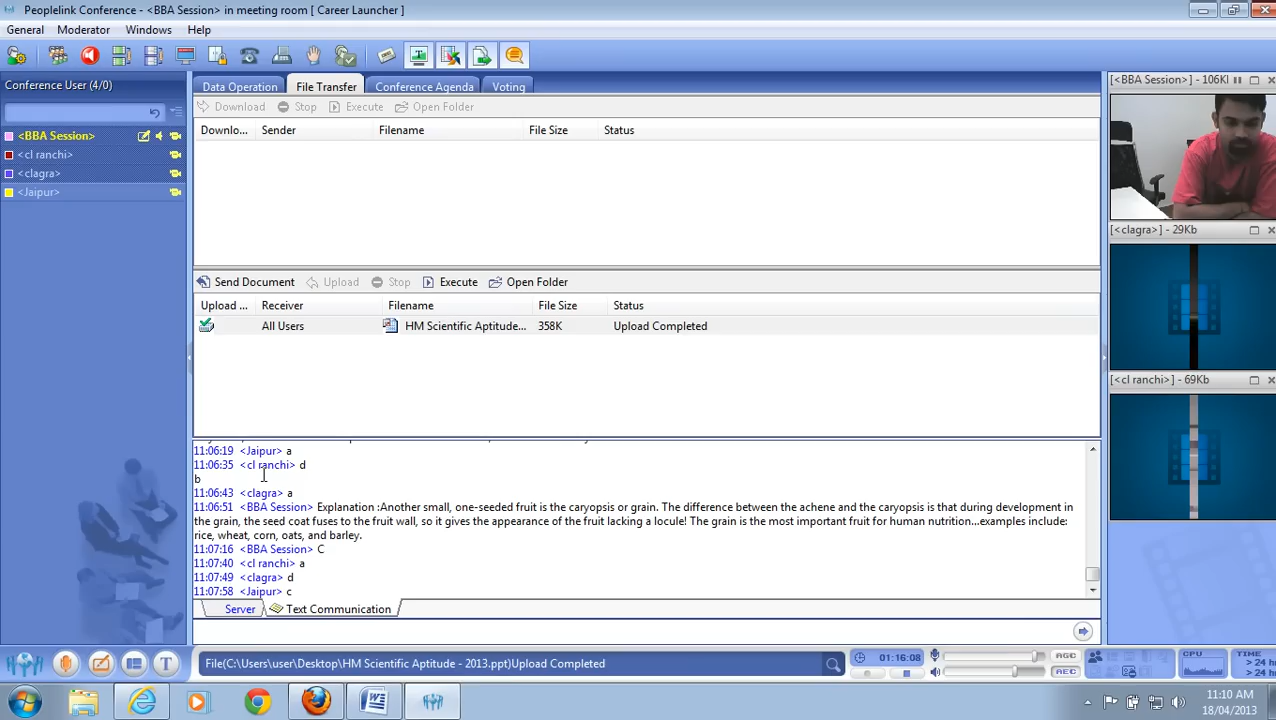 Peoplelink Conference - <BBA Session> in meeting room [ Career Launcher ]
General Moderator Windows Help
Conference User (4/0)
<BBA Session>
<cl ranchi>
<clagra>
<Jaipur>
Data Operation File Transfer Conference Agenda Voting
Download Stop Execute Open Folder
Downlo... Sender Filename File Size Status
Send Document Upload Stop Execute Open Folder
Upload ... Receiver Filename File Size Status
All Users HM Scientific Aptitude... 358K Upload Completed
11:06:19 <Jaipur> a
11:06:35 <cl ranchi> d
b
11:06:43 <clagra> a
11:06:51 <BBA Session> Explanation :Another small, one-seeded fruit is the caryopsis or grain. The difference between the achene and the caryopsis is that during development in
the grain, the seed coat fuses to the fruit wall, so it gives the appearance of the fruit lacking a locule! The grain is the most important fruit for human nutrition...examples include:
rice, wheat, corn, oats, and barley.
11:07:16 <BBA Session> C
11:07:40 <cl ranchi> a
11:07:49 <clagra> d
11:07:58 <Jaipur> c
Server Text Communication
[<BBA Session>] - 106KI
[<clagra>] - 29Kb
[<cl ranchi>] - 69Kb
File(C:\Users\user\Desktop\HM Scientific Aptitude - 2013.ppt)Upload Completed
01:16:08
AGC
AEC
CPU
TIME
> 24 h
> 24 h
11:10 AM
18/04/2013